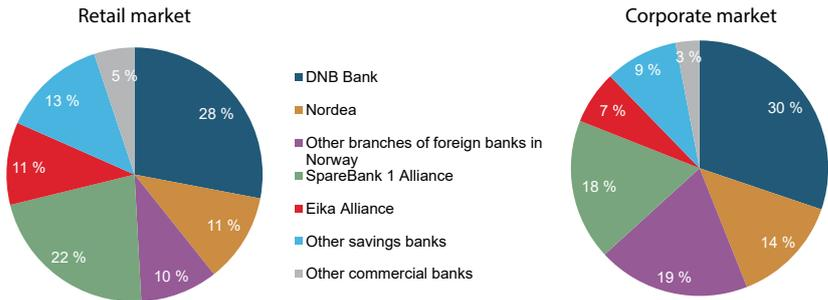 Retail market
5 %
28 %
13 %
11 %
11 %
22 %
10 %
DNB Bank
Nordea
Other branches of foreign banks in
Norway
SpareBank 1 Alliance
Eika Alliance
Other savings banks
Other commercial banks
Corporate market
3 %
9 %
30 %
7 %
18 %
14 %
19 %